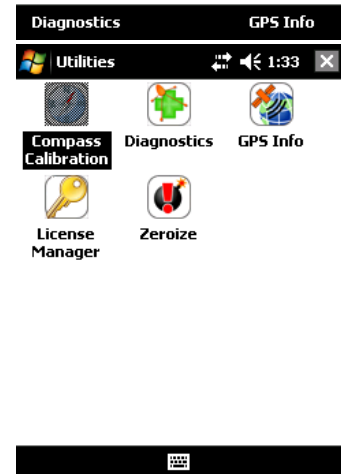 Diagnostics GPS Info
Utilities 1:33
Compass Calibration Diagnostics GPS Info
License Manager Zeroize